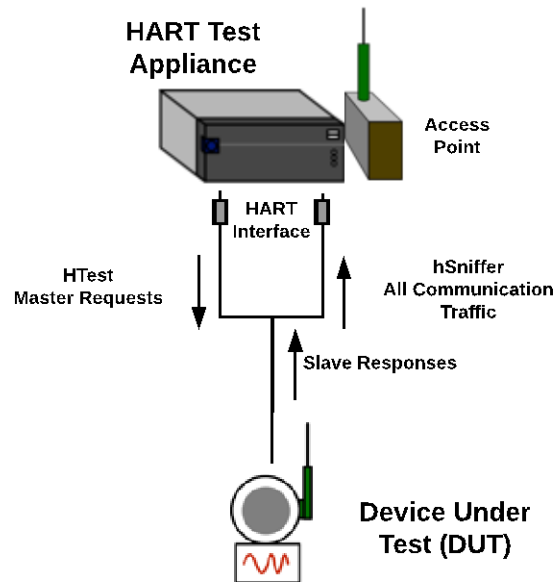 HART Test
Appliance
Access
Point
HART
Interface
HTest
Master Requests
hSniffer
All Communication
Traffic
Slave Responses
Device Under
Test (DUT)